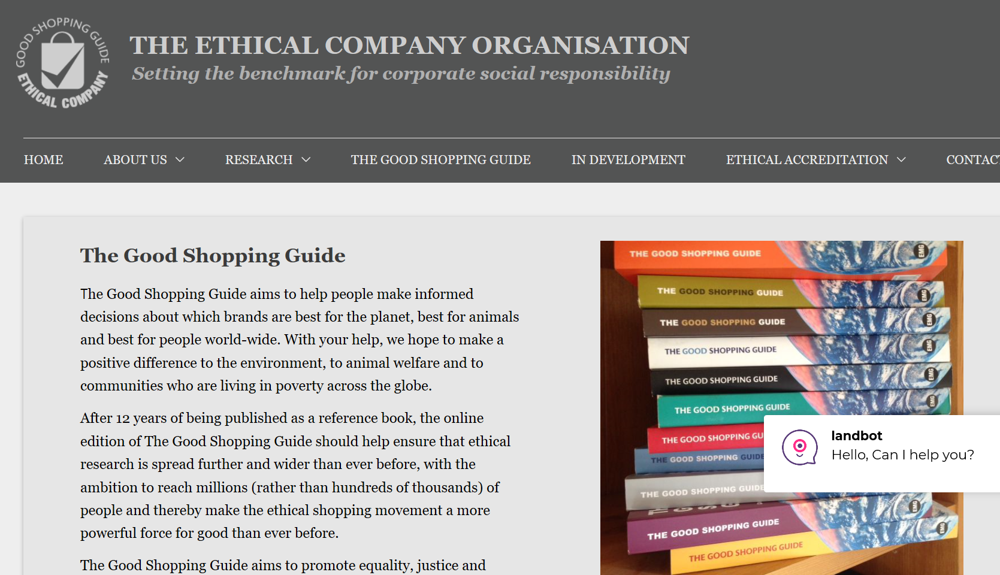 GOOD SHOPPING GUIDE
ETHICAL COMPANY
THE ETHICAL COMPANY ORGANISATION
Setting the benchmark for corporate social responsibility
HOME
ABOUT US
RESEARCH
THE GOOD SHOPPING GUIDE
IN DEVELOPMENT
ETHICAL ACCREDITATION
CONTACT
The Good Shopping Guide
The Good Shopping Guide aims to help people make informed
decisions about which brands are best for the planet, best for animals
and best for people world-wide. With your help, we hope to make a
positive difference to the environment, to animal welfare and to
communities who are living in poverty across the globe.
After 12 years of being published as a reference book, the online
edition of The Good Shopping Guide should help ensure that ethical
research is spread further and wider than ever before, with the
ambition to reach millions (rather than hundreds of thousands) of
people and thereby make the ethical shopping movement a more
powerful force for good than ever before.
The Good Shopping Guide aims to promote equality, justice and
THE GOOD SHOPPING GUIDE EMG
THE GOOD SHOPPING GUIDE EMG
THE GOOD SHOPPING GUIDE EMG
THE GOOD SHOPPING GUIDE EMG
THE GOOD SHOPPING GUIDE EMG
THE GOOD SHOPPING GUIDE EMG
THE GOOD SHOPPING GU
THE GOOD SHOPPING GUIDE
THE GOOD SHOPPING GUIDE
EMG
THE GOOD SHOPPING GUIDE EMG
THE GOOD SHOPPING GUIDE
landbot
Hello, Can I help you?